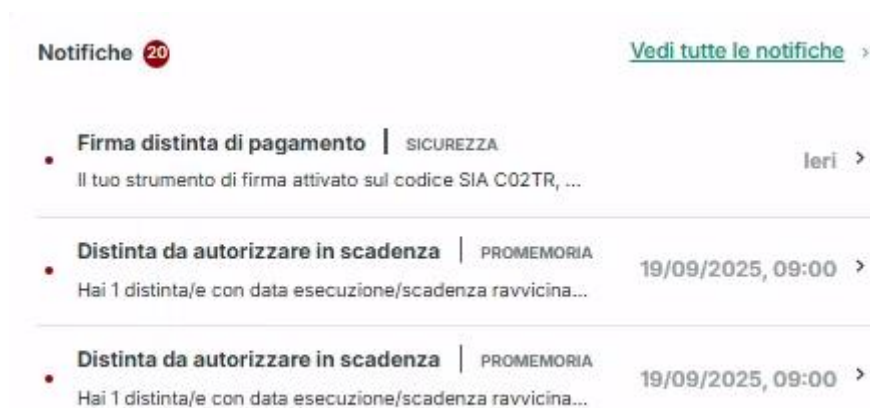 Notifiche 20 Vedi tutte le notifiche
Firma distinta di pagamento | SICUREZZA
Il tuo strumento di firma attivato sul codice SIA C02TR, ...
Ieri
Distinta da autorizzare in scadenza | PROMEMORIA
Hai 1 distinta/e con data esecuzione/scadenza ravvicina...
19/09/2025, 09:00
Distinta da autorizzare in scadenza | PROMEMORIA
Hai 1 distinta/e con data esecuzione/scadenza ravvicina...
19/09/2025, 09:00